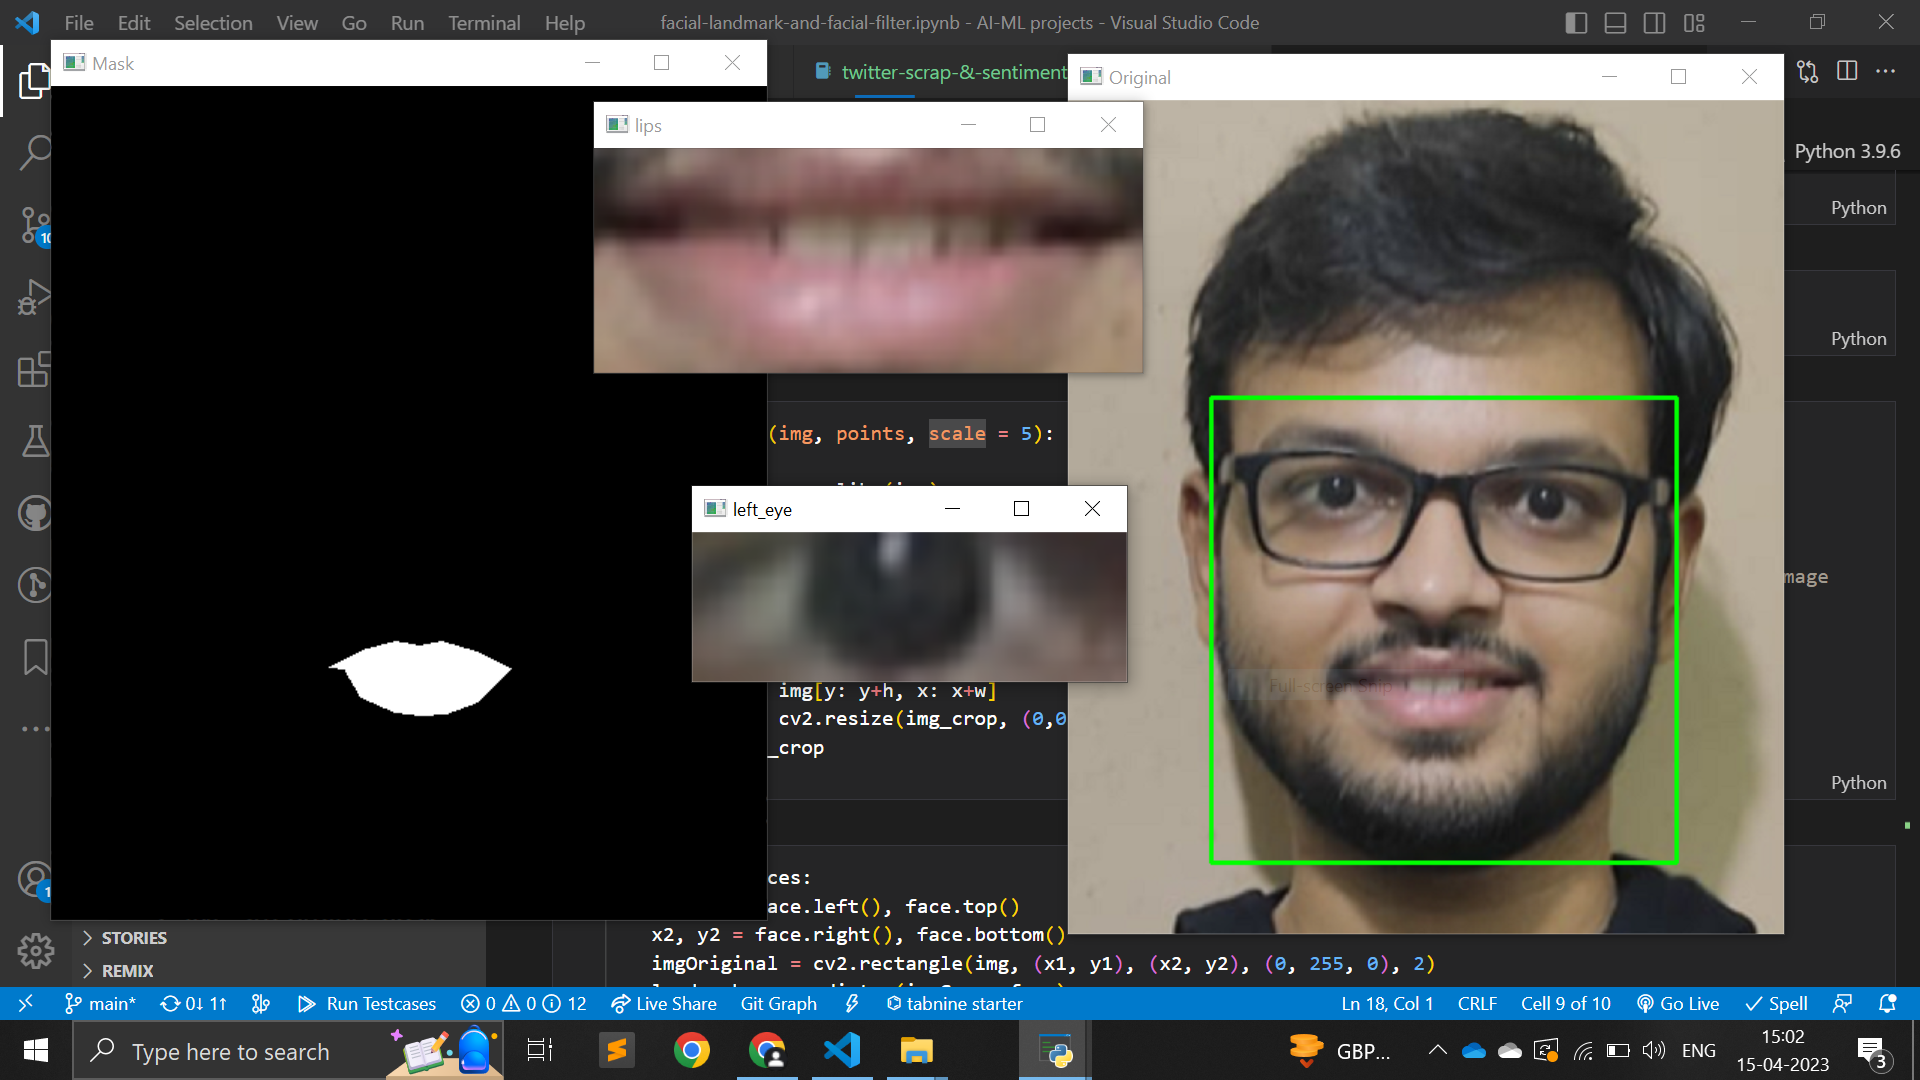 File Edit Selection View Go Run Terminal Help
facial-landmark-and-facial-filter.ipynb - AI-ML projects - Visual Studio Code
Mask
twitter-scrap-&-sentiment
Original
lips
Python 3.9.6
10
Python
Python
(img, points, scale = 5):
left_eye
mage
Full-screen Snip
img[y: y+h, x: x+w]
cv2.resize(img_crop, (0,0
_crop
Python
ces:
ace.left(), face.top()
x2, y2 = face.right(), face.bottom()
imgOriginal = cv2.rectangle(img, (x1, y1), (x2, y2), (0, 255, 0), 2)
1
STORIES
REMIX
main* 0↓ 1↑ Run Testcases 0 0 12 Live Share Git Graph tabnine starter Ln 18, Col 1 CRLF Cell 9 of 10 Go Live Spell
Type here to search
GBP...
ENG
15:02
15-04-2023
3